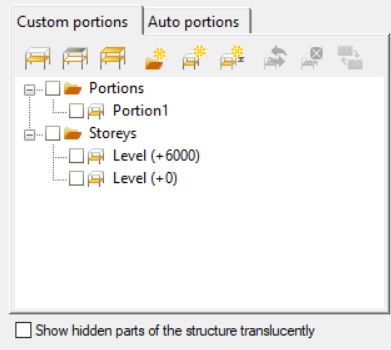 Custom portions Auto portions
Portions
Portion1
Storeys
Level (+6000)
Level (+0)
Show hidden parts of the structure translucently